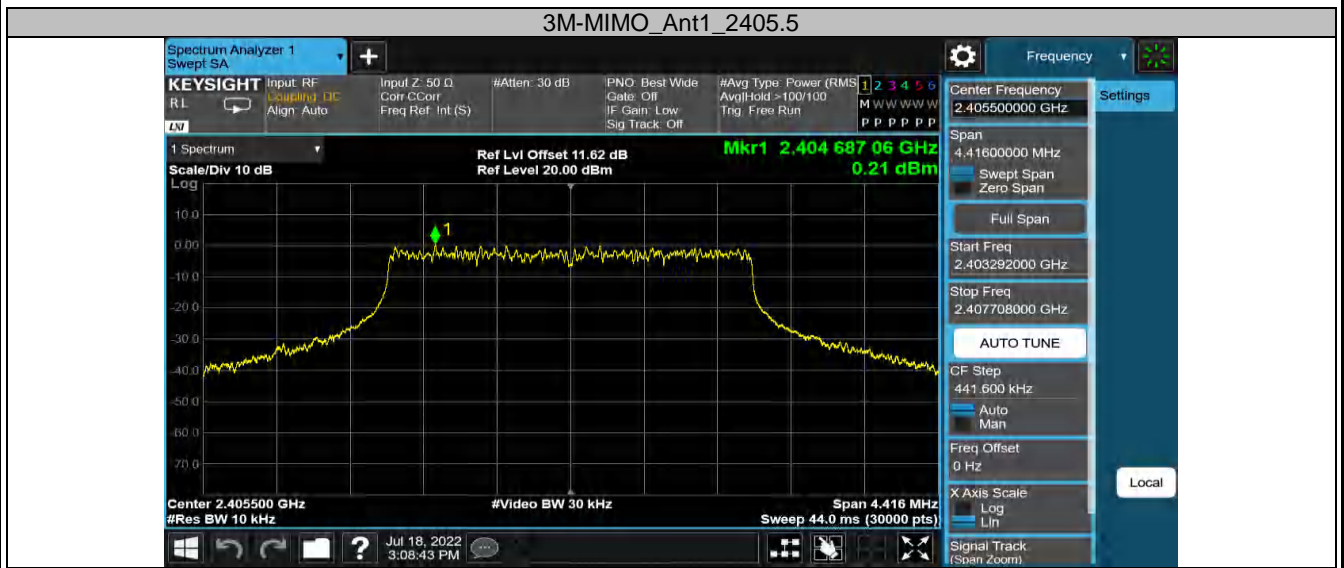 3M-MIMO_Ant1_2405.5
Spectrum Analyzer 1
Swept SA
+
Frequency
KEYSIGHT
RL
LXI
Input: RF
Coupling: DC
Align: Auto
Input Z: 50 Ω
Corr CCorr
Freq Ref: Int (S)
#Atten: 30 dB
PNO: Best Wide
Gate: Off
IF Gain: Low
Sig Track: Off
#Avg Type: Power (RMS
Avg|Hold:>100/100
Trig: Free Run
1 2 3 4 5 6
M W W W W W
P P P P P P
Center Frequency
2.405500000 GHz
Settings
Span
4.41600000 MHz
Swept Span
Zero Span
Full Span
Start Freq
2.403292000 GHz
Stop Freq
2.407708000 GHz
AUTO TUNE
CF Step
441.600 kHz
Auto
Man
Freq Offset
0 Hz
X Axis Scale
Log
Lin
Signal Track
(Span Zoom)
Local
1 Spectrum
Scale/Div 10 dB
Log
Ref Lvl Offset 11.62 dB
Ref Level 20.00 dBm
Mkr1 2.404 687 06 GHz
0.21 dBm
1
10.0
0.00
-10.0
-20.0
-30.0
-40.0
-50.0
-60.0
-70.0
Center 2.405500 GHz
#Res BW 10 kHz
#Video BW 30 kHz
Span 4.416 MHz
Sweep 44.0 ms (30000 pts)
?
Jul 18, 2022
3:08:43 PM